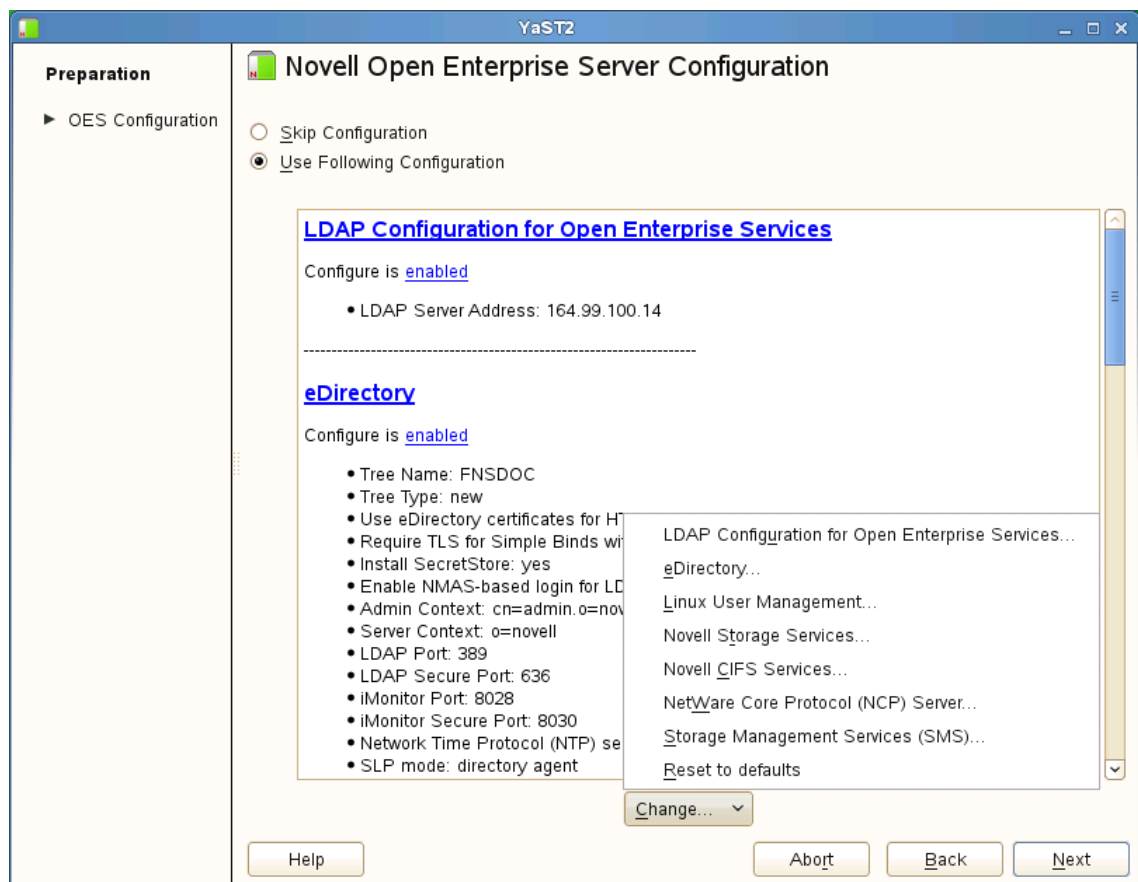 YaST2
Preparation
OES Configuration
Novell Open Enterprise Server Configuration
Skip Configuration
Use Following Configuration
LDAP Configuration for Open Enterprise Services
Configure is enabled
• LDAP Server Address: 164.99.100.14
----------------------------------------------------------------------
eDirectory
Configure is enabled
• Tree Name: FNSDOC
• Tree Type: new
• Use eDirectory certificates for
• Require TLS for Simple Binds
• Install SecretStore: yes
• Enable NMAS-based login for
• Admin Context: cn=admin.o=
• Server Context: o=novell
• LDAP Port: 389
• LDAP Secure Port: 636
• iMonitor Port: 8028
• iMonitor Secure Port: 8030
• Network Time Protocol (NTP)
• SLP mode: directory agent
LDAP Configuration for Open Enterprise Services...
eDirectory...
Linux User Management...
Novell Storage Services...
Novell CIFS Services...
NetWare Core Protocol (NCP) Server...
Storage Management Services (SMS)...
Reset to defaults
Change...
Help
Abort
Back
Next